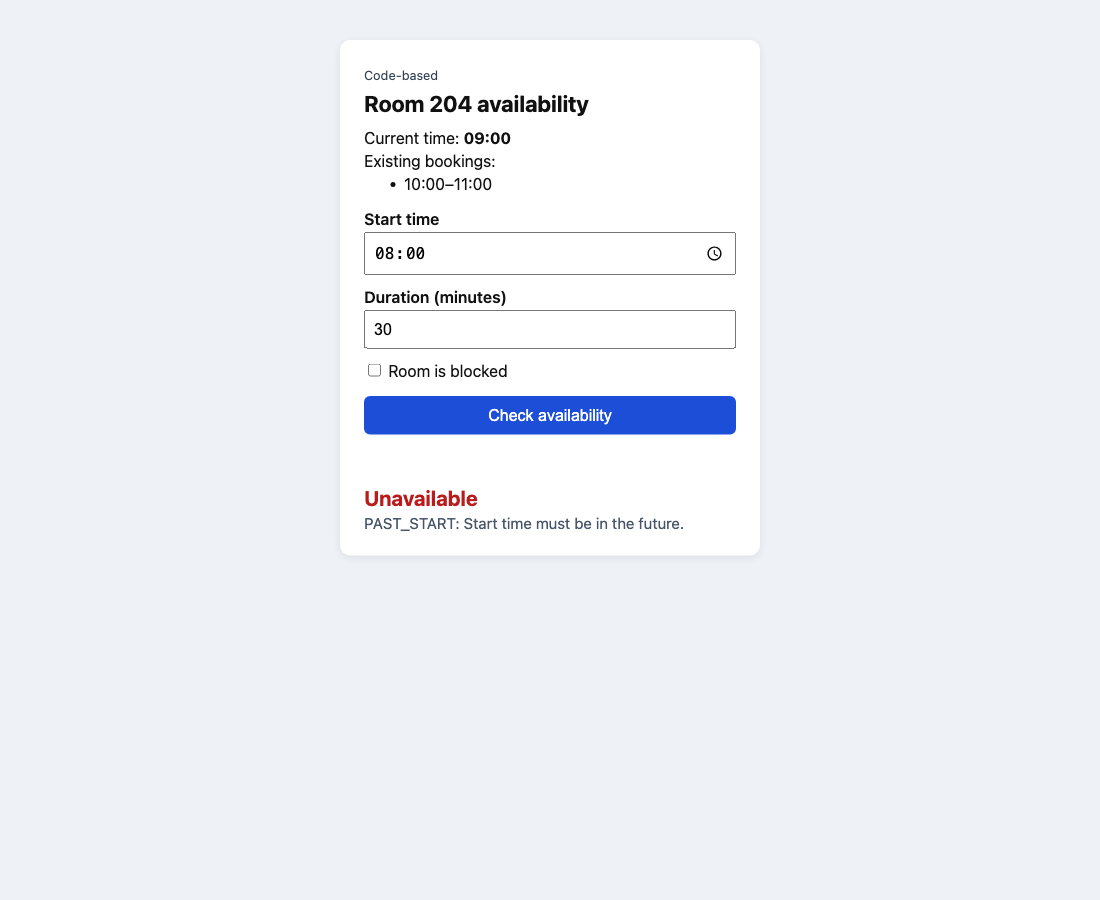 Code-based
Room 204 availability
Current time: 09:00
Existing bookings:
• 10:00–11:00
Start time
08:00
Duration (minutes)
30
Room is blocked
Check availability
Unavailable
PAST_START: Start time must be in the future.